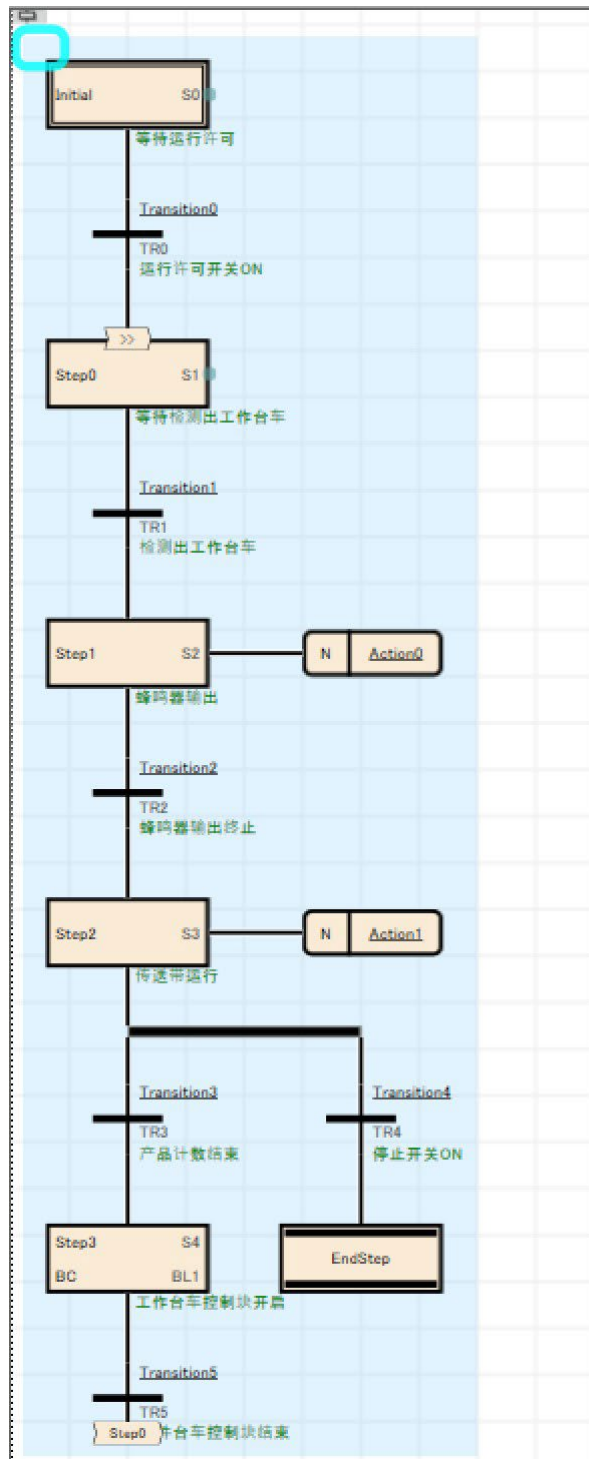 Initial S0
等待运行许可
Transition0
TR0
运行许可开关ON
>>
Step0 S1
等待检测出工作台车
Transition1
TR1
检测出工作台车
Step1 S2 N Action0
蜂鸣器输出
Transition2
TR2
蜂鸣器输出终止
Step2 S3 N Action1
传送带运行
Transition3 Transition4
TR3 TR4
产品计数结束 停止开关ON
Step3 S4
EndStep
BC BL1
工作台车控制块开启
Transition5
TR5
Step0 台车控制块结束